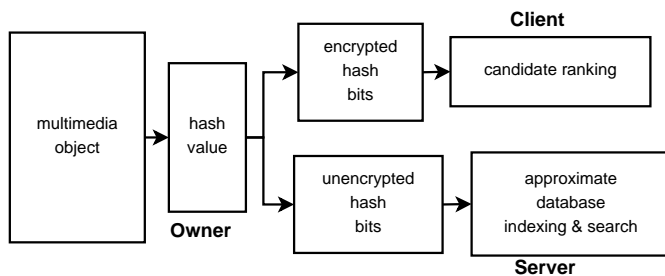 Client
multimedia
object
hash
value
Owner
encrypted
hash
bits
candidate ranking
unencrypted
hash
bits
approximate
database
indexing & search
Server